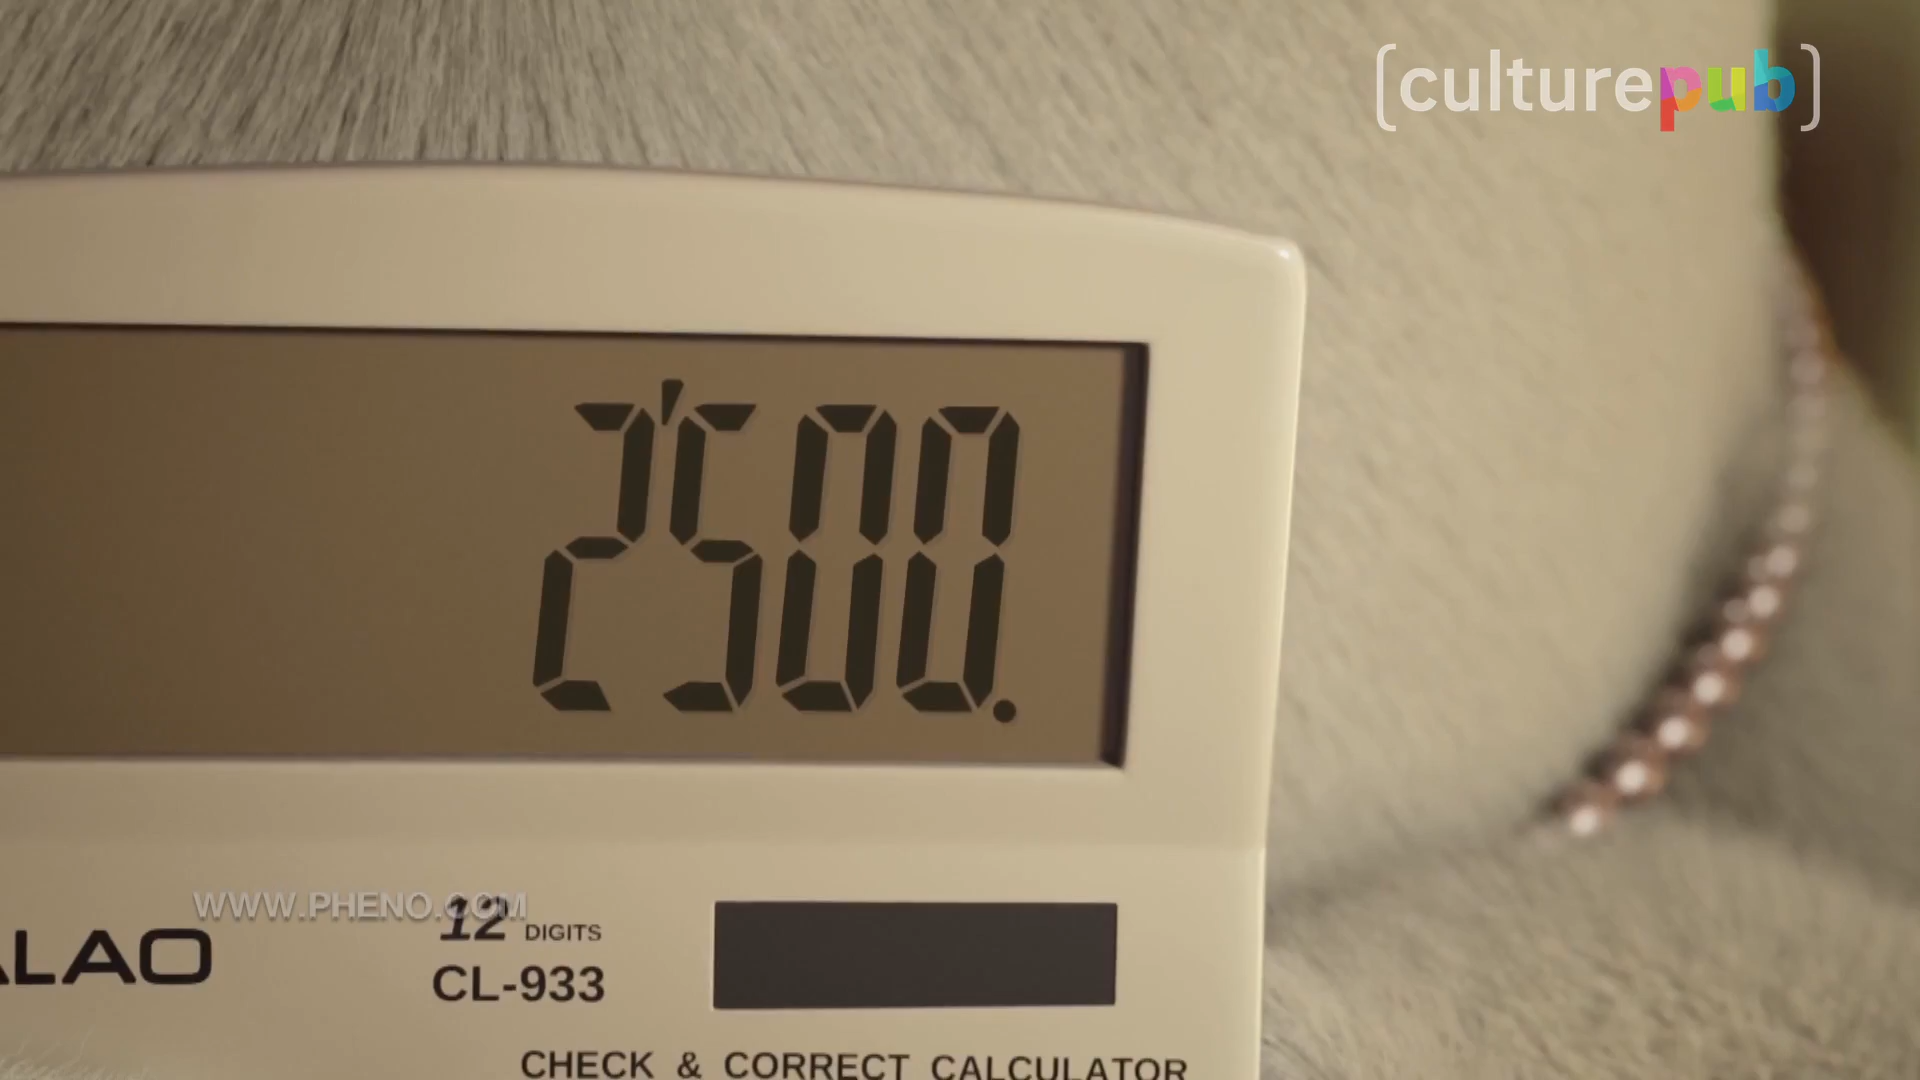 (culturepub)
2'500.
WWW.PHENO.COM
12 DIGITS
ALAO
CL-933
CHECK & CORRECT CALCULATOR